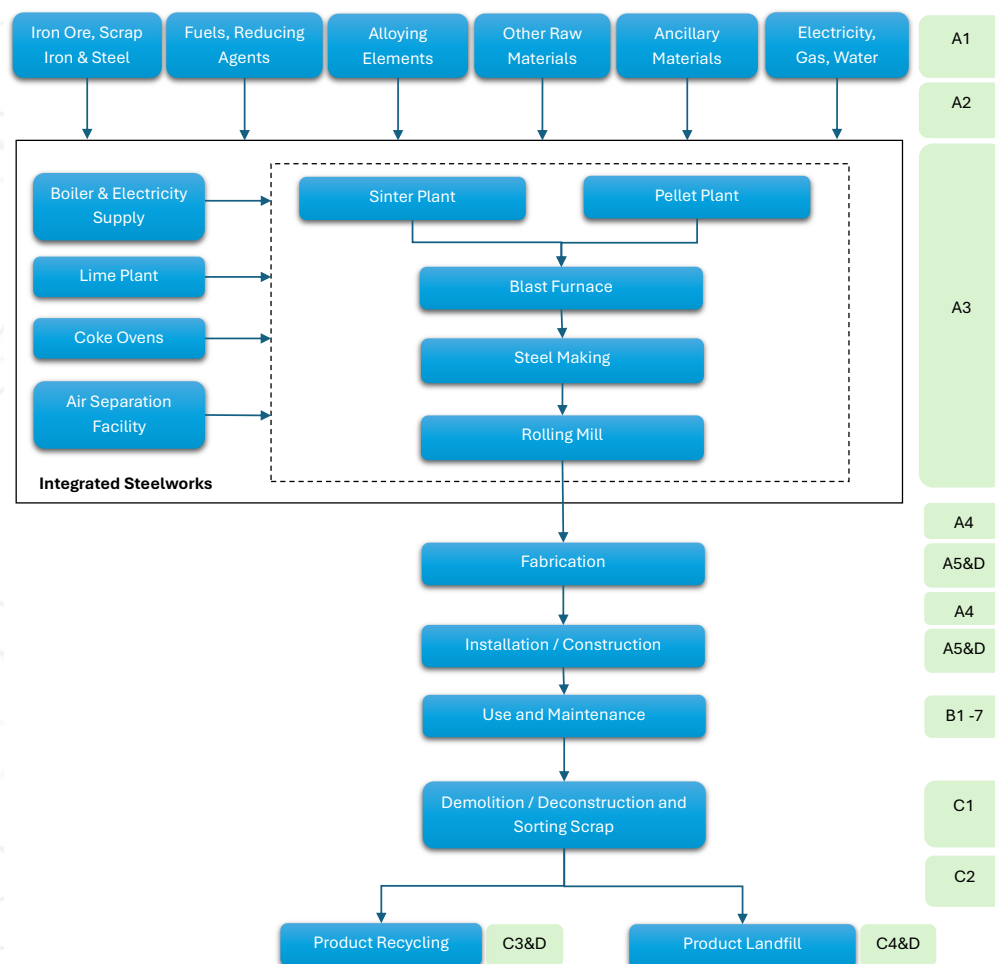 Iron Ore, Scrap
Iron & Steel
Fuels, Reducing
Agents
Alloying
Elements
Other Raw
Materials
Ancillary
Materials
Electricity,
Gas, Water
A1
A2
Boiler & Electricity
Supply
Sinter Plant
Pellet Plant
Lime Plant
Blast Furnace
A3
Coke Ovens
Steel Making
Air Separation
Facility
Rolling Mill
Integrated Steelworks
A4
Fabrication
A5&D
A4
Installation / Construction
A5&D
Use and Maintenance
B1 -7
Demolition / Deconstruction and
Sorting Scrap
C1
C2
Product Recycling
C3&D
Product Landfill
C4&D